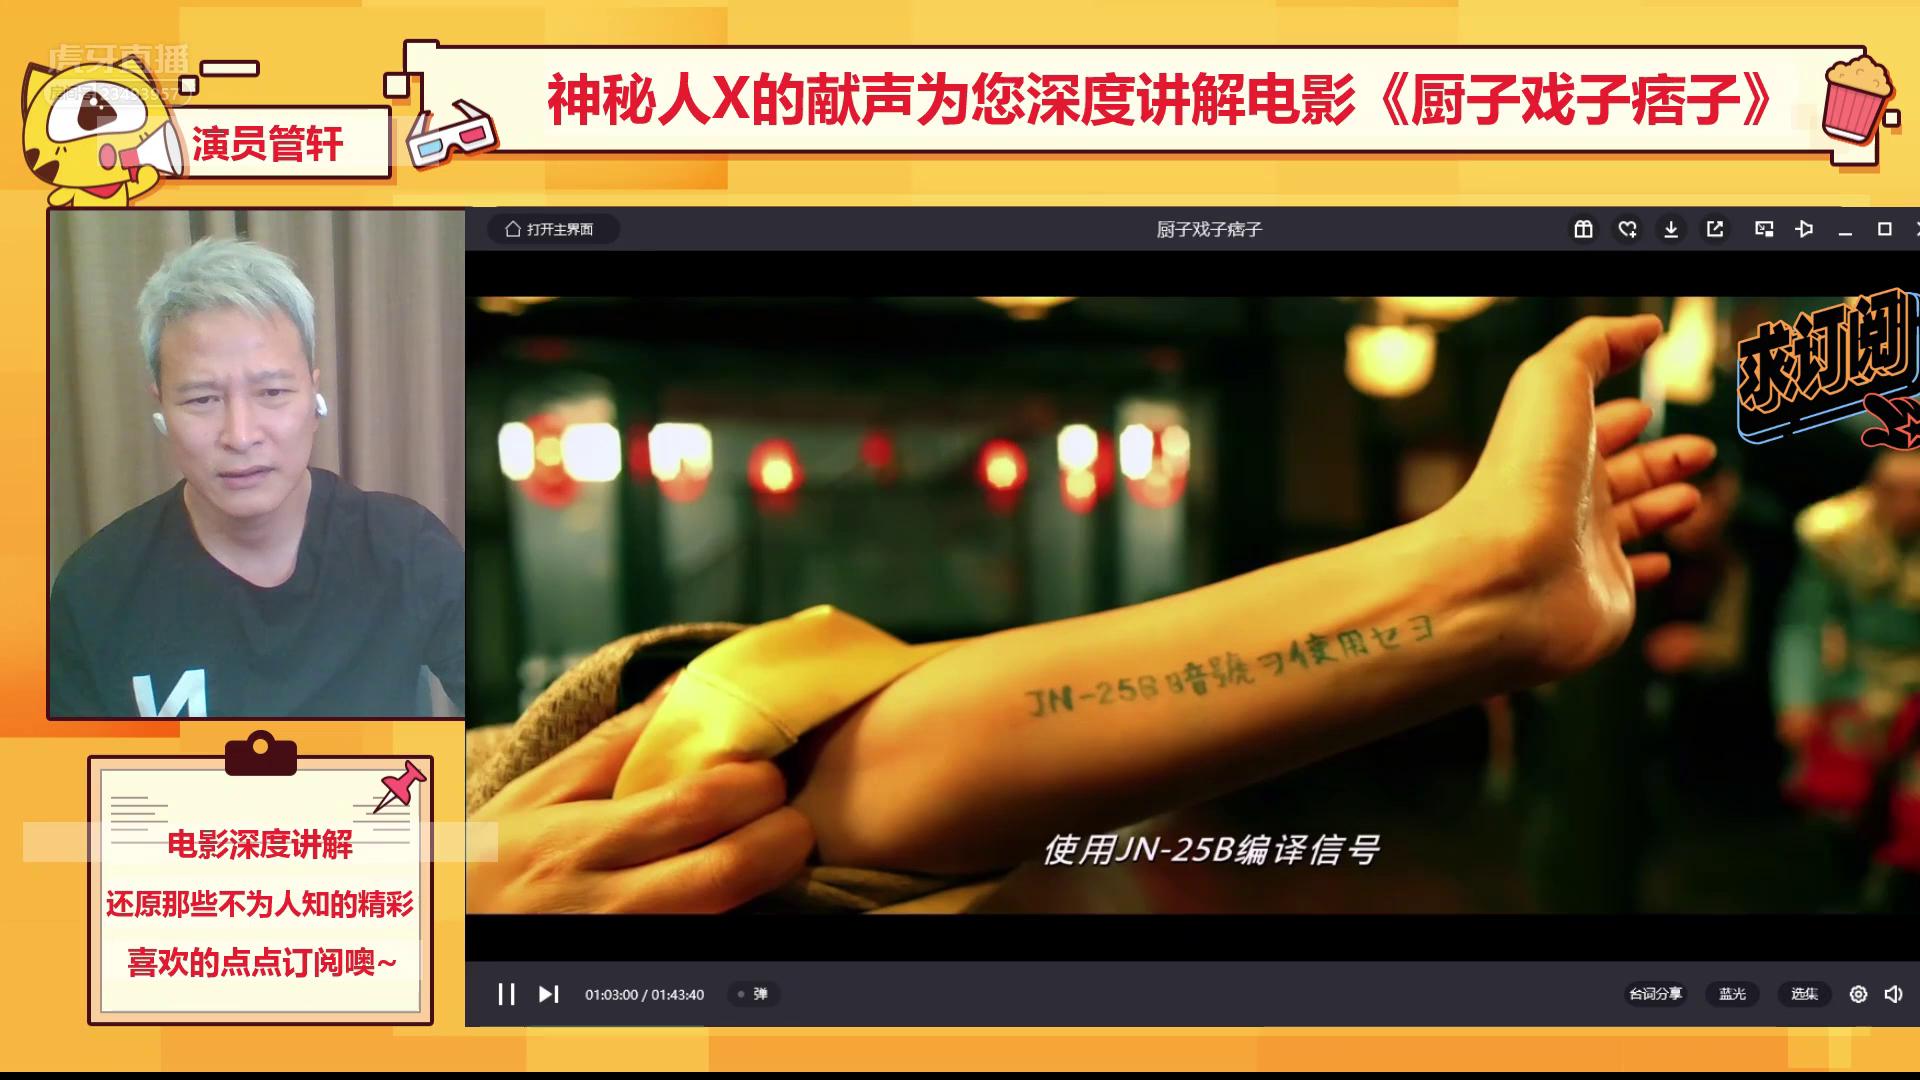 虎牙直播
神秘人X的献声为您深度讲解电影《厨子戏子痞子》
演员管轩
打开主界面
厨子戏子痞子
求订阅
JN-25B
號ヲ使用セヨ
使用JN-25B编译信号
电影深度讲解
还原那些不为人知的精彩
喜欢的点点订阅噢~
01:03:00 / 01:43:40
弹
台词分享
蓝光
选集